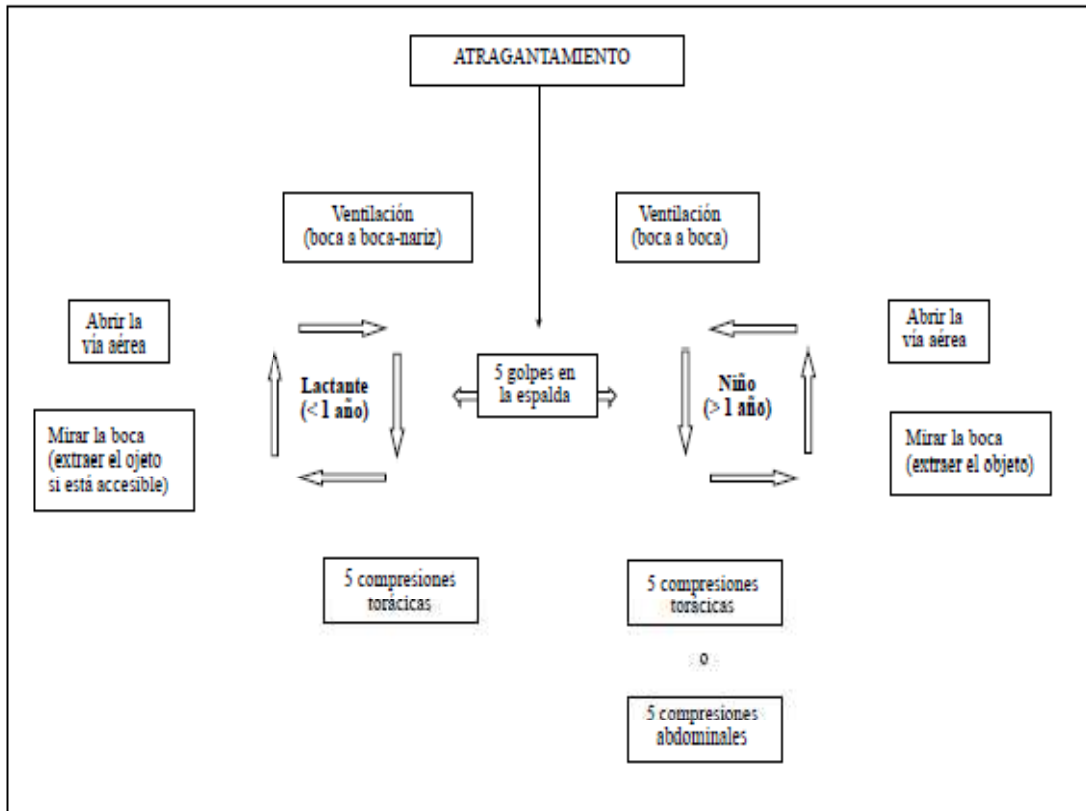 ATRAGANTAMIENTO
Ventilación
(boca a boca-nariz)
Ventilación
(boca a boca)
Abrir la
vía aérea
Abrir la
vía aérea
5 golpes en
la espalda
Lactante
(< 1 año)
Niño
(> 1 año)
Mirar la boca
(extraer el ojeto
si está accesible)
Mirar la boca
(extraer el objeto)
5 compresiones
torácicas
5 compresiones
torácicas
o
5 compresiones
abdominales